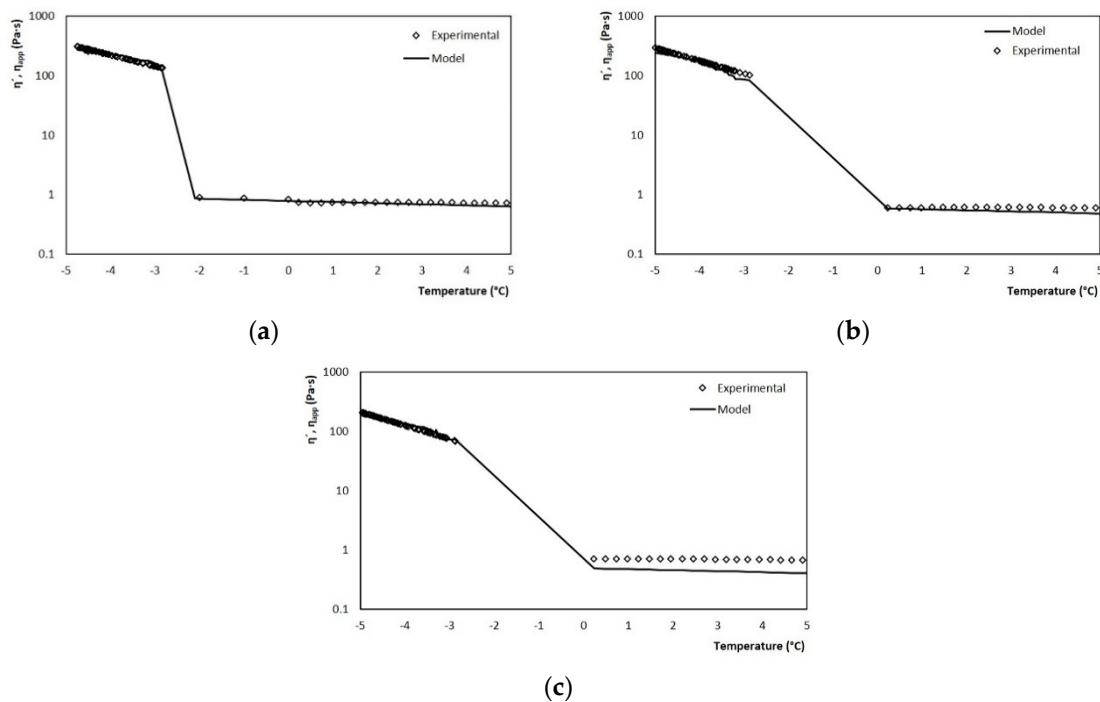 1000
100
10
1
0.1
η´, ηapp (Pa·s)
Experimental
Model
-5 -4 -3 -2 -1 0 1 2 3 4 5
Temperature (°C)
(a)
1000
100
10
1
0.1
η´, ηapp (Pa·s)
Model
Experimental
-5 -4 -3 -2 -1 0 1 2 3 4 5
Temperature (°C)
(b)
1000
100
10
1
0.1
η´, ηapp (Pa·s)
Experimental
Model
-5 -4 -3 -2 -1 0 1 2 3 4 5
Temperature (°C)
(c)